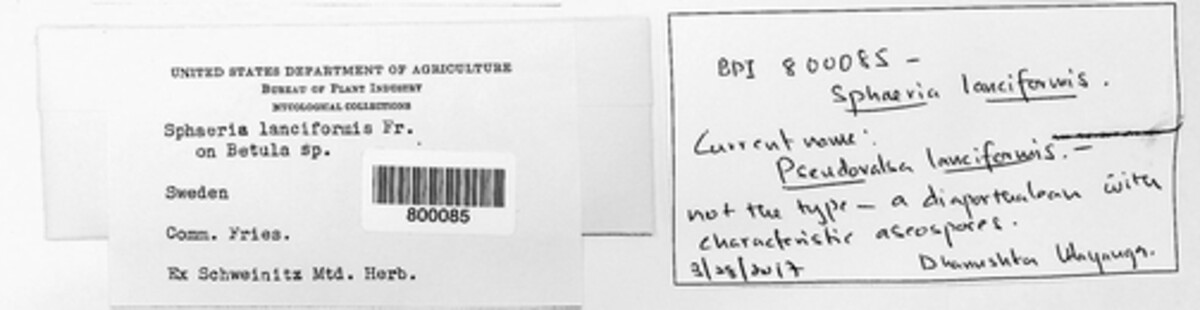 UNITED STATES DEPARTMENT OF AGRICULTURE
BUREAU OF PLANT INDUSTRY
MYCOLOGICAL COLLECTIONS
Sphaeria lanciformis Fr.
on Betula sp.
Sweden
800085
Comm. Fries.
Ex Schweinitz Mtd. Herb.
BPI 800085 -
Sphaeria lanciformis.
Current name:
Pseudovalsa lanciformis. -
not the type - a diaporthalean with
characteristic ascospores.
3/28/2017 Dhanushka